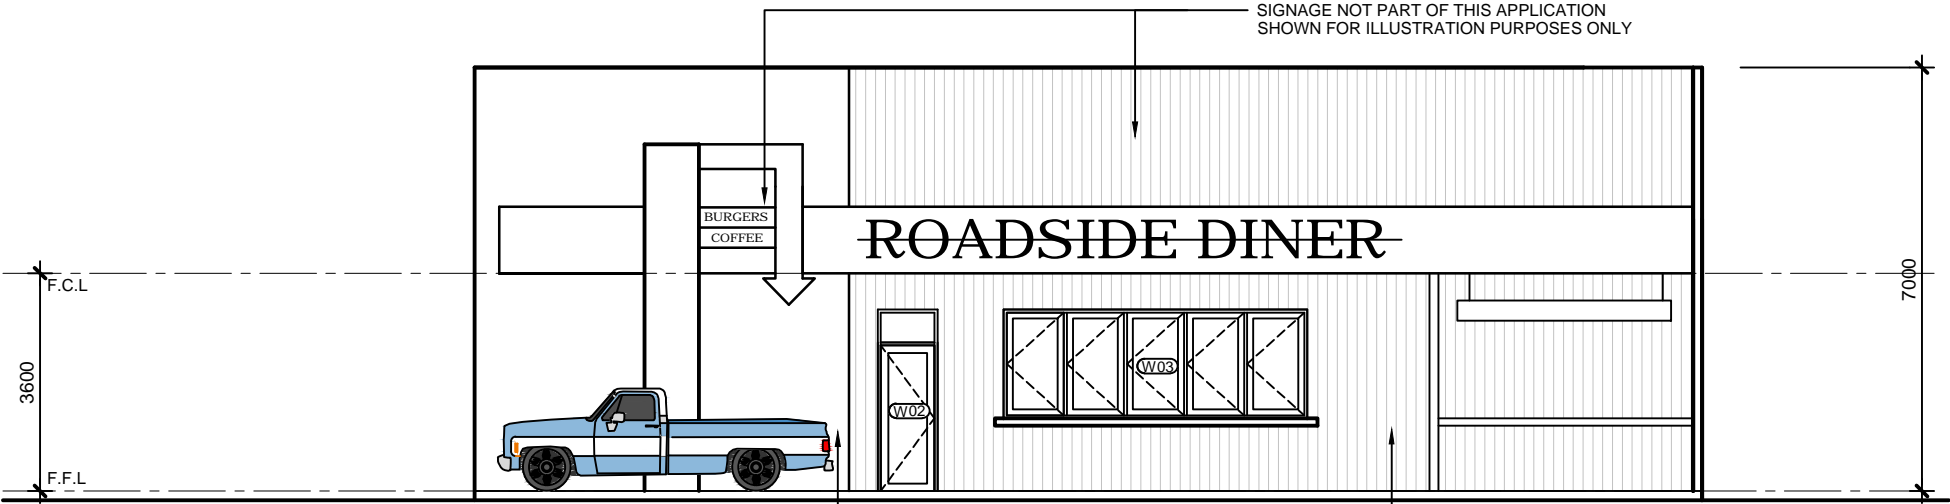 SIGNAGE NOT PART OF THIS APPLICATION
SHOWN FOR ILLUSTRATION PURPOSES ONLY
BURGERS
COFFEE
ROADSIDE DINER
F.C.L
7000
3600
W03
W02
F.F.L